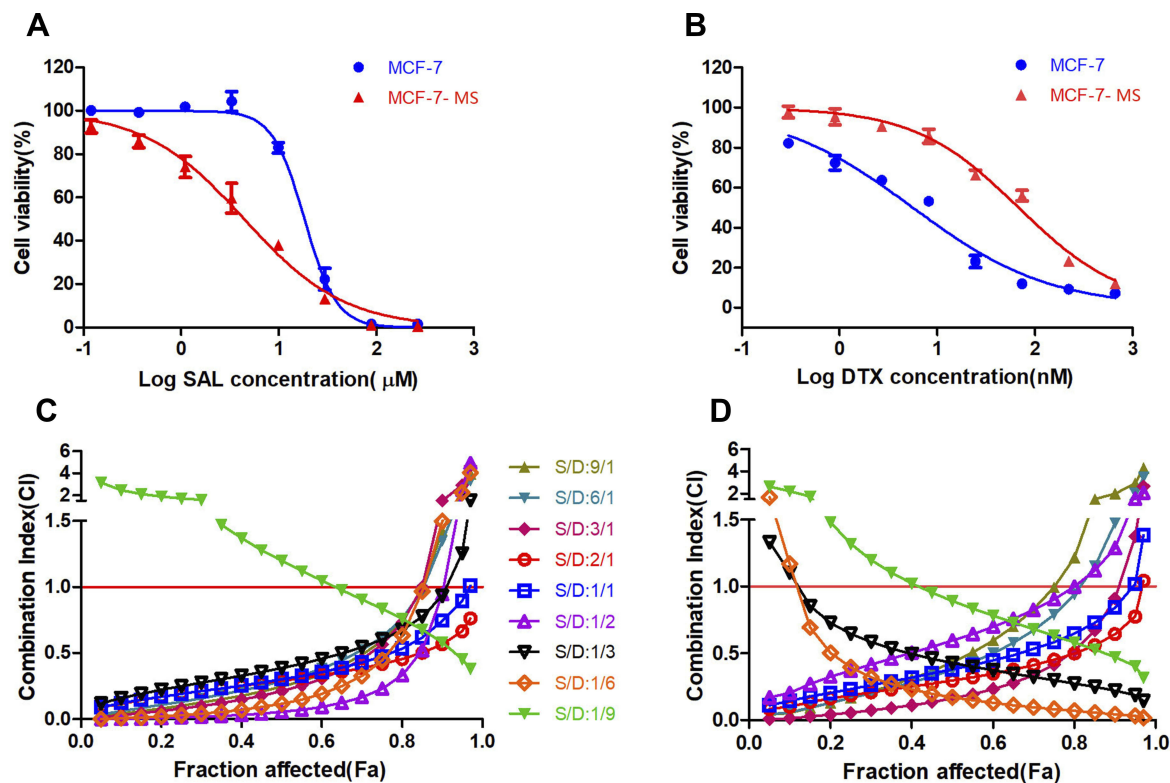 A
120
100
80
60
40
20
0
-1
0
1
2
3
Cell viability(%)
Log SAL concentration( μM)
MCF-7
MCF-7- MS
B
120
100
80
60
40
20
0
-1
0
1
2
3
Cell viability(%)
Log DTX concentration(nM)
MCF-7
MCF-7- MS
C
6
4
2
1.5
1.0
0.5
0.0
0.0
0.2
0.4
0.6
0.8
1.0
Combination Index(CI)
Fraction affected(Fa)
S/D:9/1
S/D:6/1
S/D:3/1
S/D:2/1
S/D:1/1
S/D:1/2
S/D:1/3
S/D:1/6
S/D:1/9
D
6
4
2
1.5
1.0
0.5
0.0
0.0
0.2
0.4
0.6
0.8
1.0
Combination Index(CI)
Fraction affected(Fa)